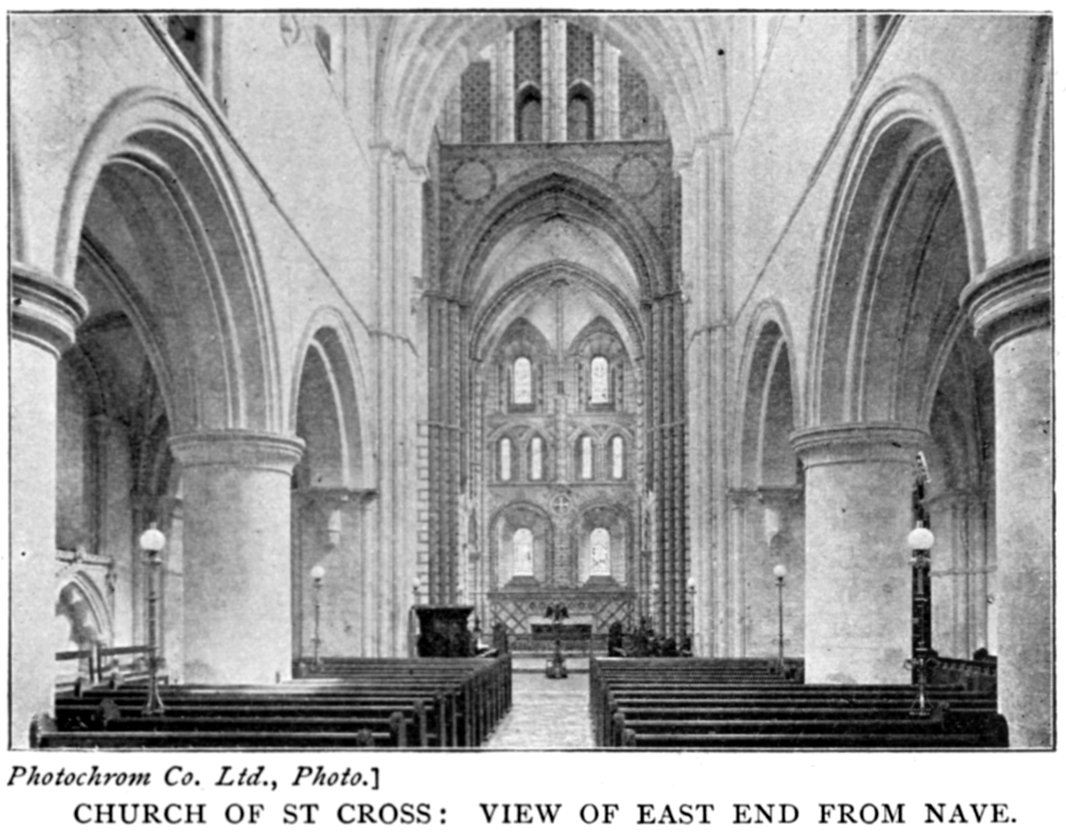 Photochrom Co. Ltd., Photo.]
CHURCH OF ST CROSS: VIEW OF EAST END FROM NAVE.